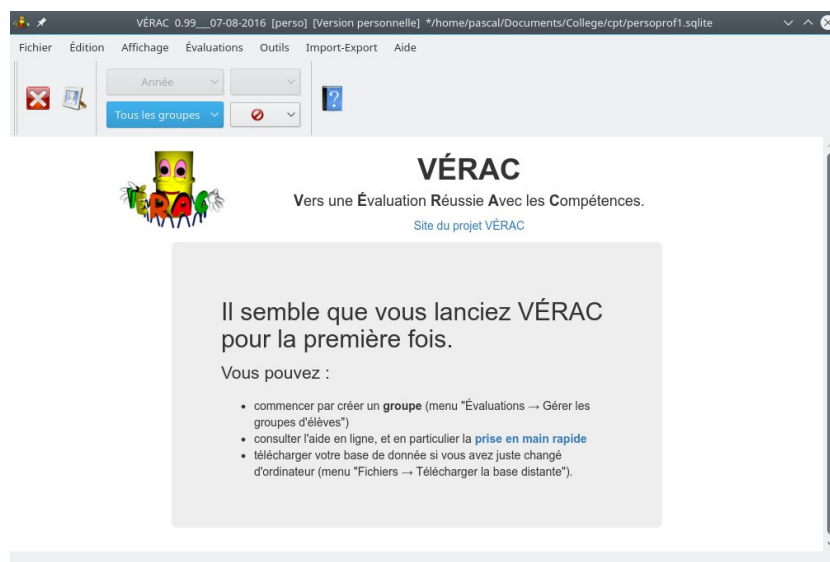 VÉRAC 0.99__07-08-2016 [perso] [Version personnelle] */home/pascal/Documents/College/cpt/persoprof1.sqlite
Fichier Édition Affichage Évaluations Outils Import-Export Aide
Année
Tous les groupes
VÉRAC
VÉRAC
Vers une Évaluation Réussie Avec les Compétences.
Site du projet VÉRAC
Il semble que vous lanciez VÉRAC
pour la première fois.
Vous pouvez :
• commencer par créer un groupe (menu "Évaluations → Gérer les
groupes d'élèves")
• consulter l'aide en ligne, et en particulier la prise en main rapide
• télécharger votre base de donnée si vous avez juste changé
d'ordinateur (menu "Fichiers → Télécharger la base distante").